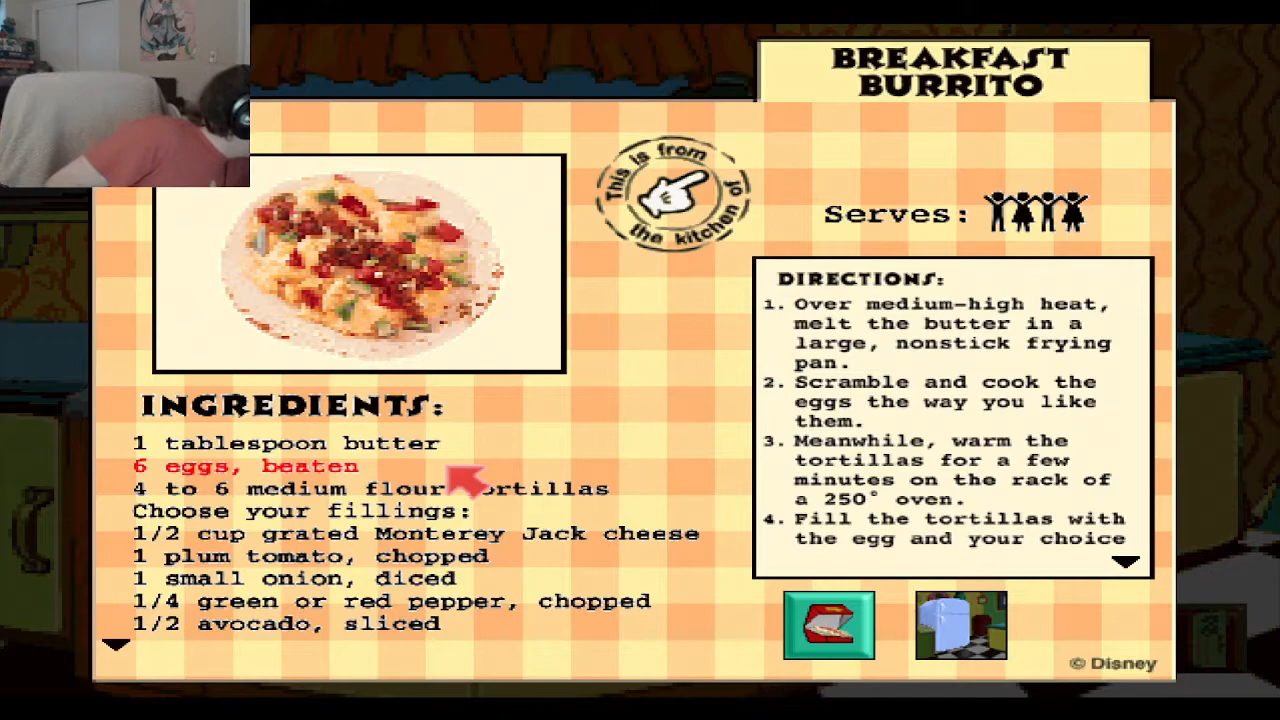 BREAKFAST
BURRITO
This is from
the kitchen of
Serves:
INGREDIENTS:
1 tablespoon butter
6 eggs, beaten
4 to 6 medium flour tortillas
Choose your fillings:
1/2 cup grated Monterey Jack cheese
1 plum tomato, chopped
1 small onion, diced
1/4 green or red pepper, chopped
1/2 avocado, sliced
DIRECTIONS:
1. Over medium-high heat,
melt the butter in a
large, nonstick frying
pan.
2. Scramble and cook the
eggs the way you like
them.
3. Meanwhile, warm the
tortillas for a few
minutes on the rack of
a 250° oven.
4. Fill the tortillas with
the egg and your choice
© Disney